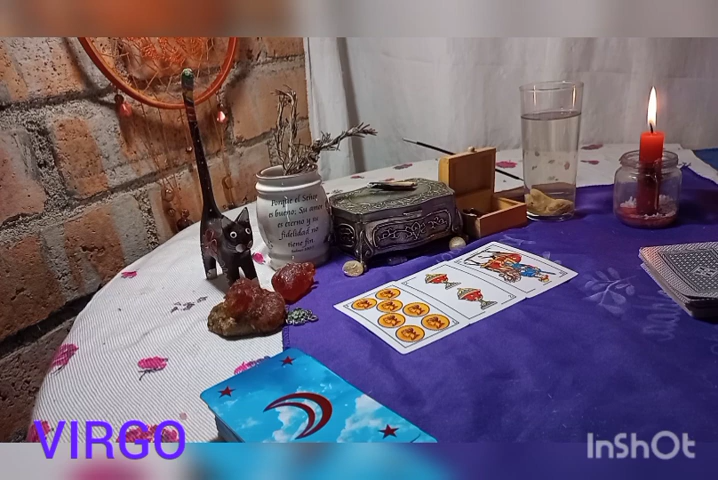 Porque el Señor
es bueno; Su amor
es eterno y su
fidelidad no
tiene fin.
VIRGO
InShOt